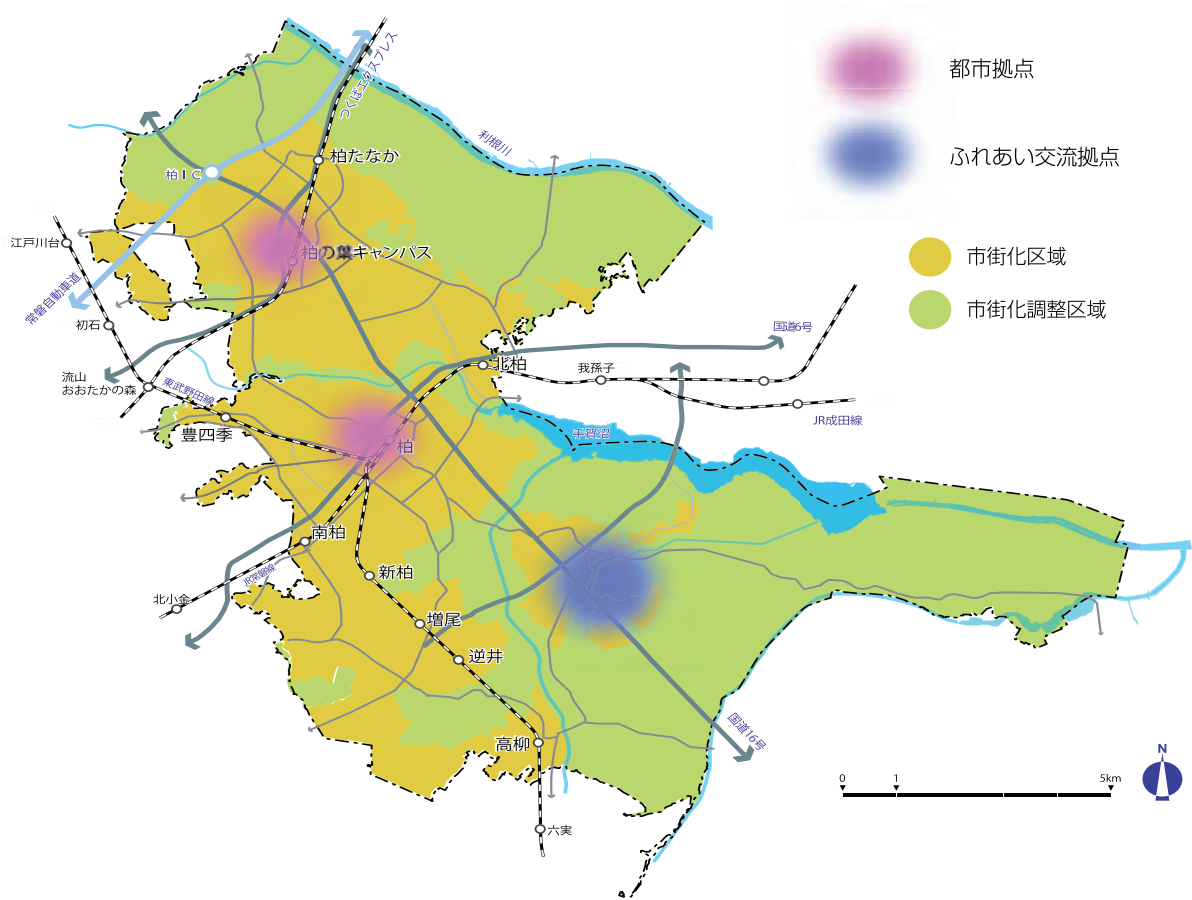 都市拠点
ふれあい交流拠点
市街化区域
市街化調整区域
つくばエクスプレス
利根川
柏たなか
柏IC
江戸川台
柏の葉キャンパス
常磐自動車道
初石
国道6号
流山
おおたかの森
北柏
我孫子
東武野田線
JR成田線
豊四季
手賀沼
柏
南柏
新柏
JR常磐線
北小金
増尾
逆井
国道16号
高柳
六実
N
0
1
5km